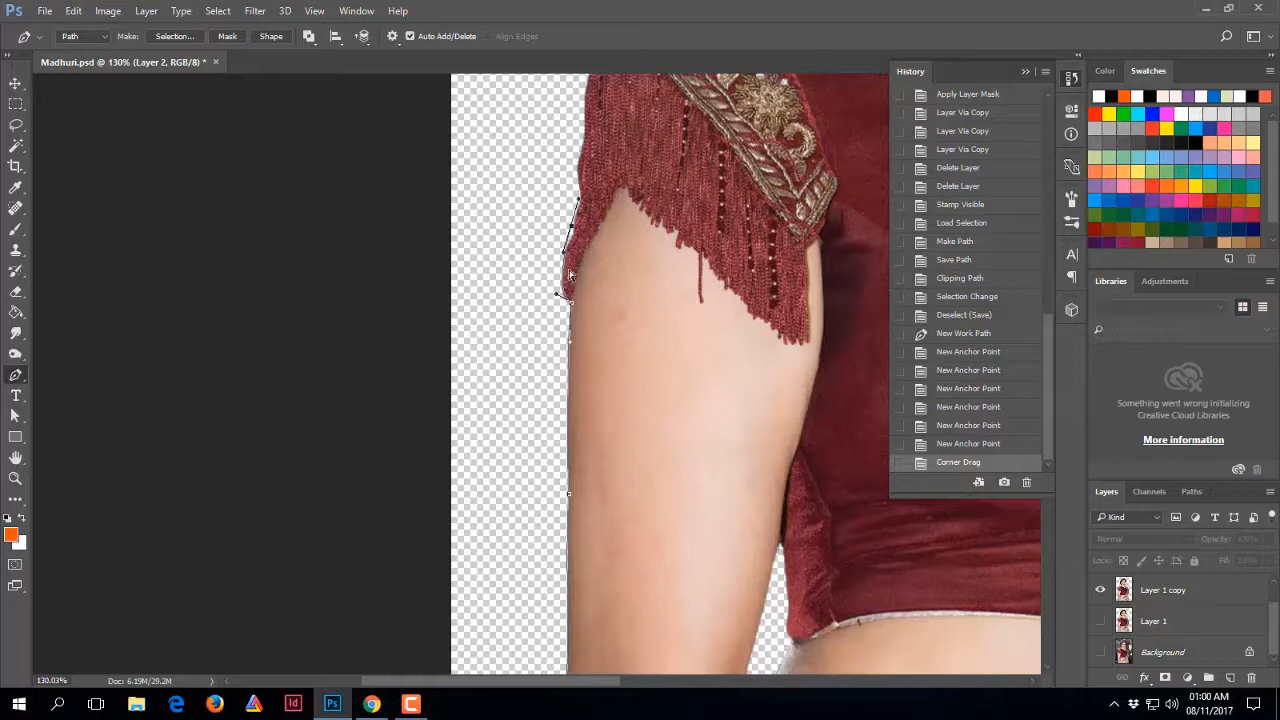 Ps File Edit Image Layer Type Select Filter 3D View Window Help
Path Make: Selection... Mask Shape Auto Add/Delete Align Edges
Madhuri.psd @ 130% (Layer 2, RGB/8) * ×
History
Apply Layer Mask
Layer Via Copy
Layer Via Copy
Layer Via Copy
Delete Layer
Delete Layer
Stamp Visible
Load Selection
Make Path
Save Path
Clipping Path
Selection Change
Deselect (Save)
New Work Path
New Anchor Point
New Anchor Point
New Anchor Point
New Anchor Point
New Anchor Point
New Anchor Point
Corner Drag
Color Swatches
Libraries Adjustments
Something went wrong initializing
Creative Cloud Libraries
More information
Layers Channels Paths
Kind
Normal Opacity:
Lock: Fill:
Layer 1 copy
Layer 1
Background
130.03% Doc: 6.19M/29.2M
01:00 AM
08/11/2017